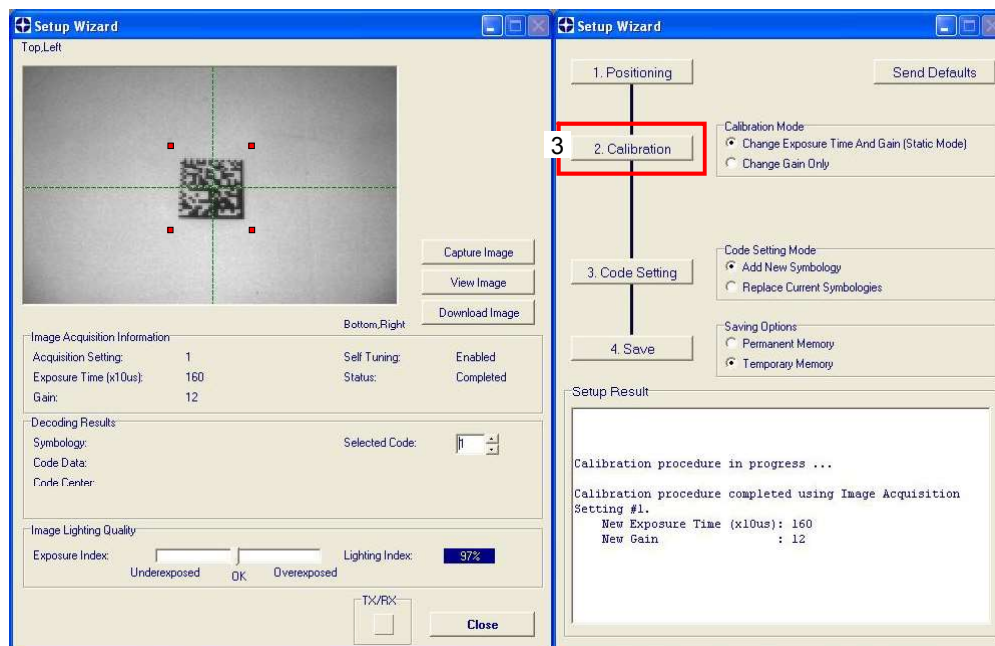 Setup Wizard
Top,Left
Capture Image
View Image
Download Image
Bottom,Right
Image Acquisition Information
Acquisition Setting: 1 Self Tuning: Enabled
Exposure Time (x10us): 160 Status: Completed
Gain: 12
Decoding Results
Symbology: Selected Code: 1
Code Data:
Code Center:
Image Lighting Quality
Exposure Index: Lighting Index: 97%
Underexposed OK Overexposed
TX/RX
Close
Setup Wizard
1. Positioning Send Defaults
3
2. Calibration
Calibration Mode
Change Exposure Time And Gain (Static Mode)
Change Gain Only
3. Code Setting
Code Setting Mode
Add New Symbology
Replace Current Symbologies
4. Save
Saving Options
Permanent Memory
Temporary Memory
Setup Result
Calibration procedure in progress ...
Calibration procedure completed using Image Acquisition
Setting #1.
New Exposure Time (x10us): 160
New Gain : 12